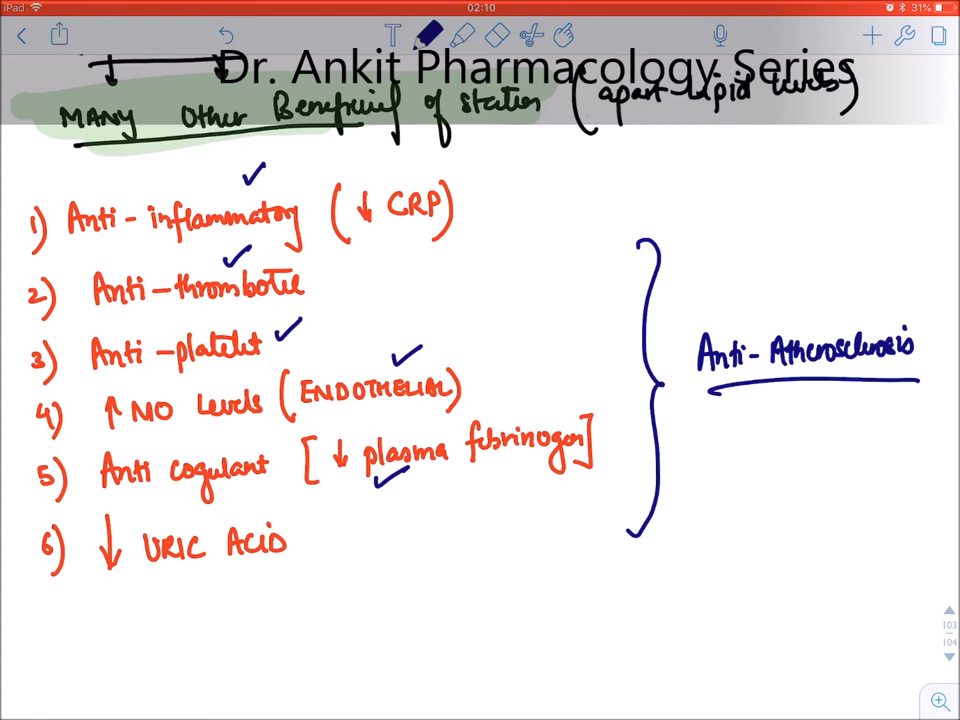 iPad 02:10 31%
T
Dr. Ankit Pharmacology Series
MANY Other Beneficial of statins (apart lipid levels)
1) Anti-inflammatory (↓ CRP)
2) Anti-thrombotic
3) Anti-platelet
4) ↑ NO Levels (ENDOTHELIAL)
5) Anti cogulant [↓ plasma febrinogen]
6) ↓ URIC ACID
Anti-Atherosclerosis
103
104